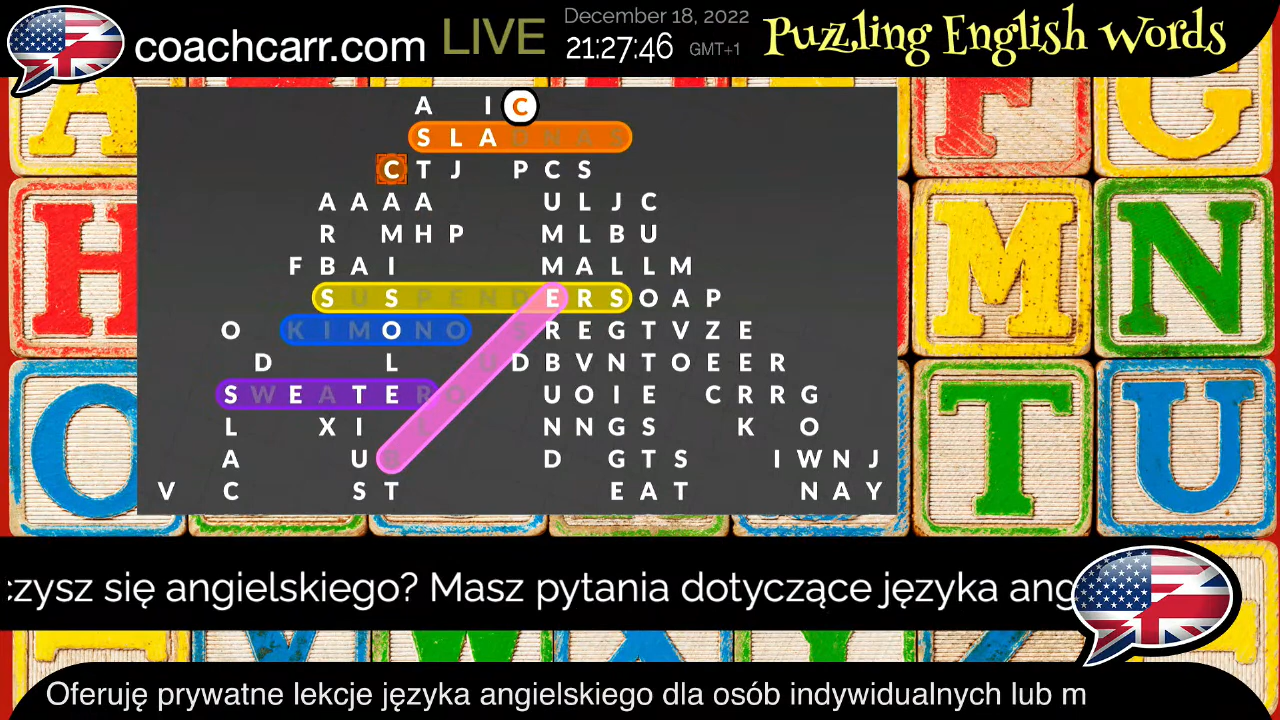 coachcarr.com LIVE December 18, 2022 21:27:46 GMT+1 Puzzling English Words
A I C
S L A D N A S
C T J P C S
A A A A U L J C
R M H P M L B U
F B A I M A L L M
S U S P E N D E R S O A P
O K I M O N O S R E G T V Z E
D L U D B V N T O E E R
S W E A T E R O U O I E C R R G
L X I L N N G S K O
A U B D G T S I W N J
V C S T E A T N A Y
czysz się angielskiego? Masz pytania dotyczące języka ang
Oferuję prywatne lekcje języka angielskiego dla osób indywidualnych lub m